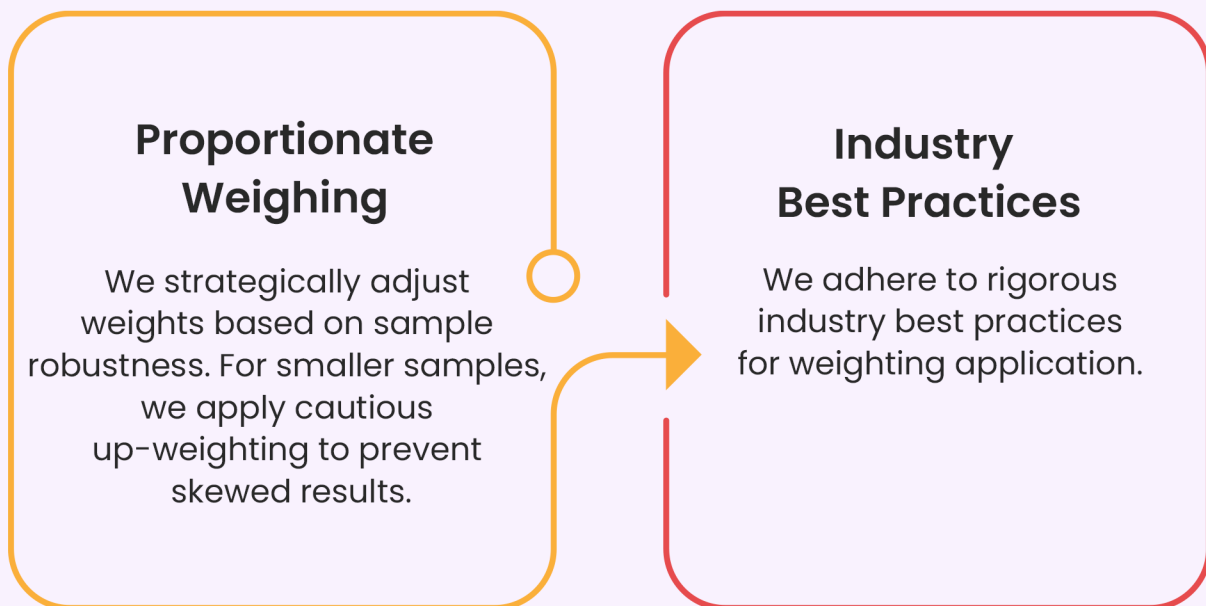 Proportionate
Weighing
We strategically adjust
weights based on sample
robustness. For smaller samples,
we apply cautious
up-weighting to prevent
skewed results.
Industry
Best Practices
We adhere to rigorous
industry best practices
for weighting application.